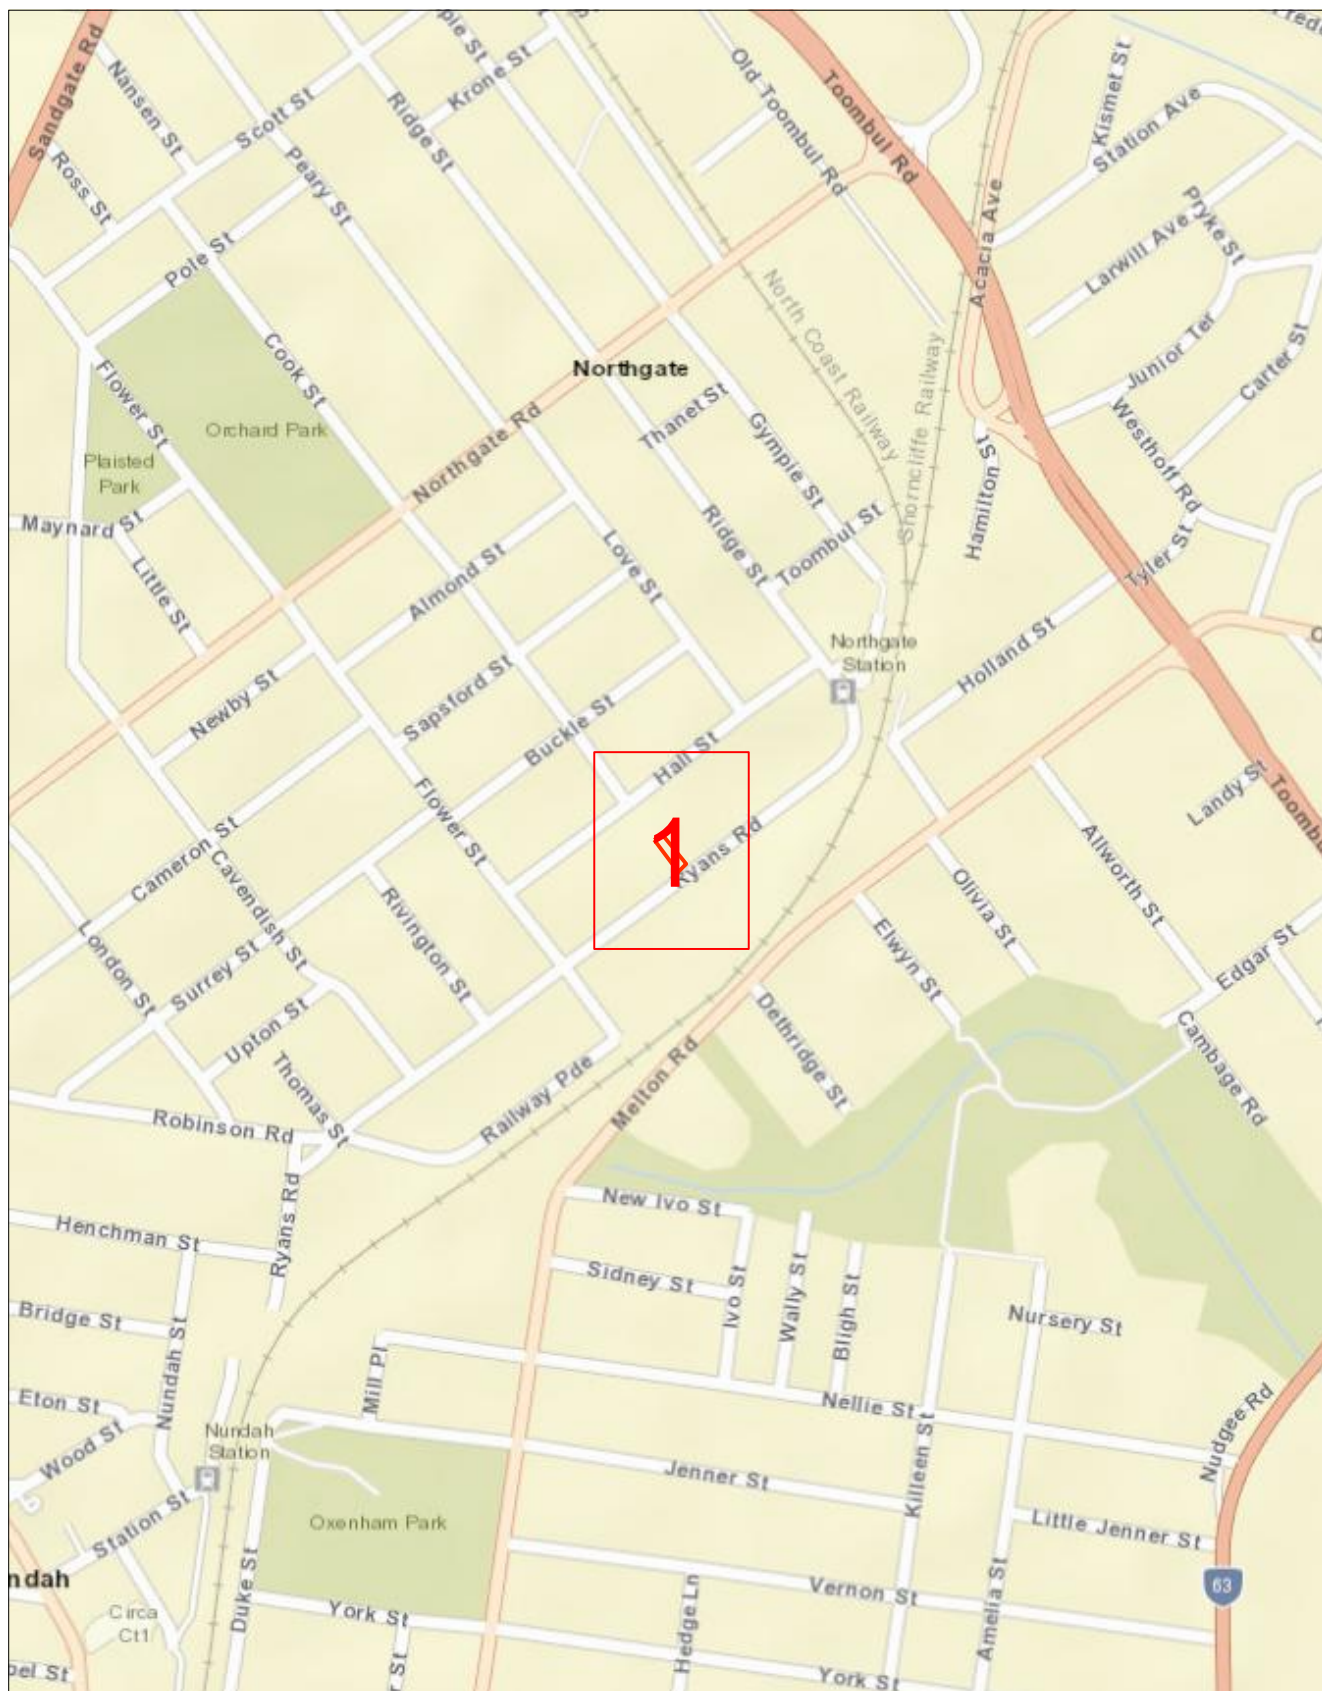 Sandgate Rd
Nansen St
Ross St
Scott St
Krone St
Ridge St
Peary St
Pole St
Old Toombul Rd
Toombul Rd
Kismet St
Station Ave
Acacia Ave
Larwill Ave
Pryke St
Junior Ter
Carter St
Westhoff Rd
Tyler St
North Coast Railway
Shorncliffe Railway
Northgate
Flower St
Cook St
Orchard Park
Plaisted
Park
Maynard St
Little St
Northgate Rd
Thanet St
Gympie St
Ridge St
Toombul St
Hamilton St
Almond St
Love St
Newby St
Sapsford St
Buckle St
Northgate
Station
Holland St
Hall St
1
Ryans Rd
Flower St
Cameron St
Cavendish St
London St
Surrey St
Rivington St
Upton St
Thomas St
Landy St
Allworth St
Olivia St
Elwyn St
Edgar St
Cambage Rd
Dethridge St
Melton Rd
Railway Pde
Robinson Rd
Ryans Rd
Henchman St
New Ivo St
Sidney St
Ivo St
Wally St
Bligh St
Nursery St
Bridge St
Nundah St
Mill Pl
Nellie St
Eton St
Wood St
Nundah
Station
Station St
Jenner St
Killeen St
Nudgee Rd
Little Jenner St
Oxenham Park
63
Vernon St
Amelia St
Duke St
York St
Hedge Ln
ndah
Circa
Ct1
York St